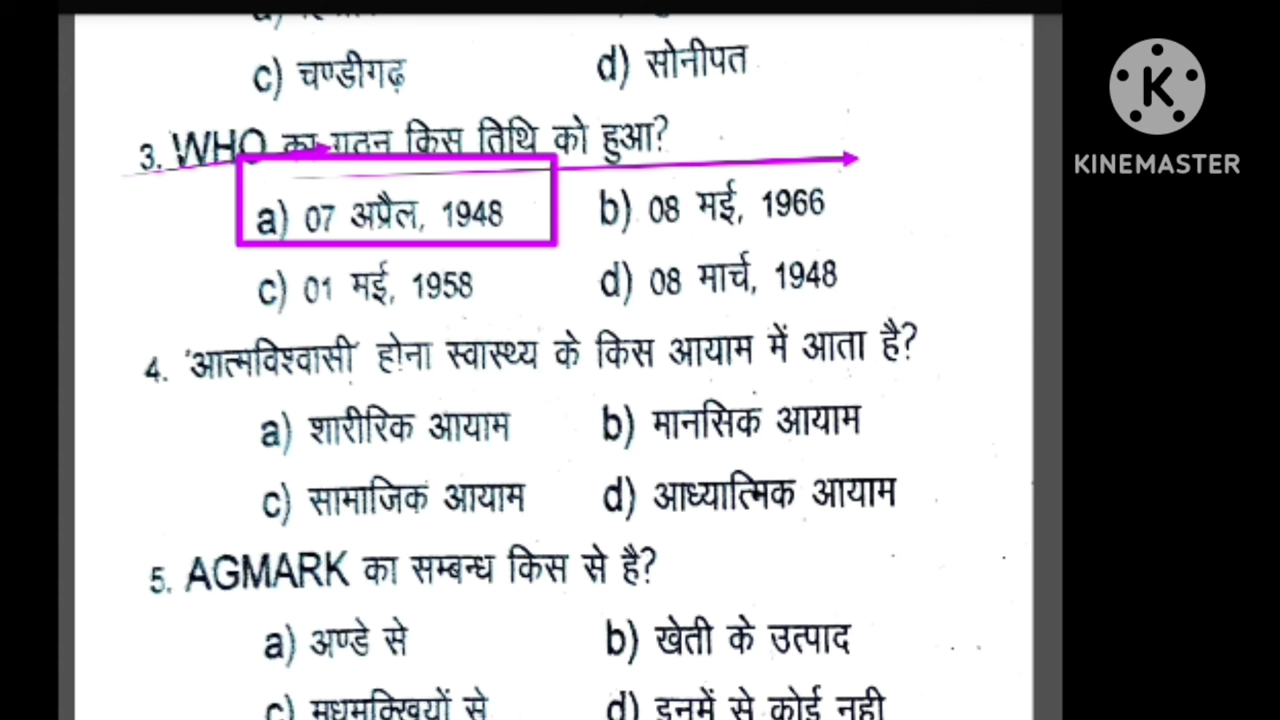 c) चण्डीगढ़ d) सोनीपत
3. WHO का गठन किस तिथि को हुआ?
a) 07 अप्रैल, 1948 b) 08 मई, 1966
c) 01 मई, 1958 d) 08 मार्च, 1948
4. 'आत्मविश्वासी' होना स्वास्थ्य के किस आयाम में आता है?
a) शारीरिक आयाम b) मानसिक आयाम
c) सामाजिक आयाम d) आध्यात्मिक आयाम
5. AGMARK का सम्बन्ध किस से है?
a) अण्डे से b) खेती के उत्पाद
c) मधुमक्खियों से d) इनमें से कोई नही
KINEMASTER